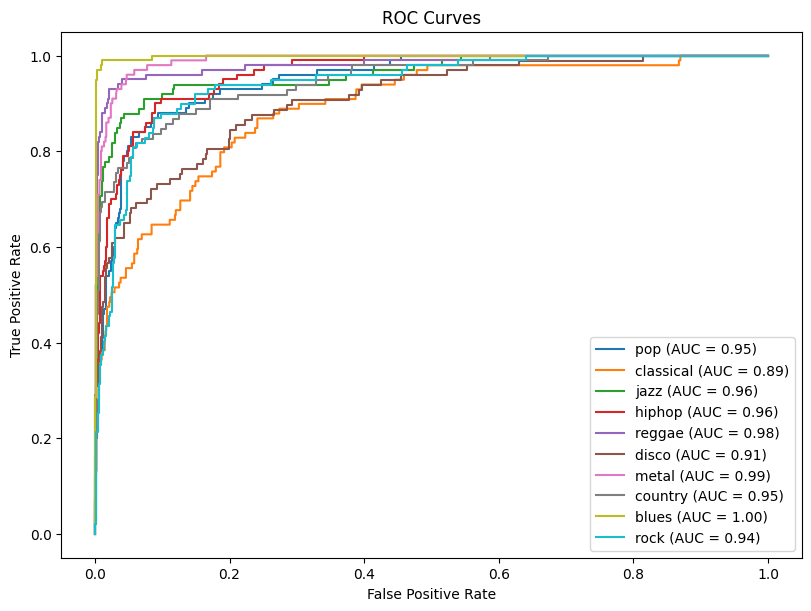 ROC Curves
True Positive Rate
1.0
0.8
0.6
0.4
0.2
0.0
pop (AUC = 0.95)
classical (AUC = 0.89)
jazz (AUC = 0.96)
hiphop (AUC = 0.96)
reggae (AUC = 0.98)
disco (AUC = 0.91)
metal (AUC = 0.99)
country (AUC = 0.95)
blues (AUC = 1.00)
rock (AUC = 0.94)
0.0 0.2 0.4 0.6 0.8 1.0
False Positive Rate